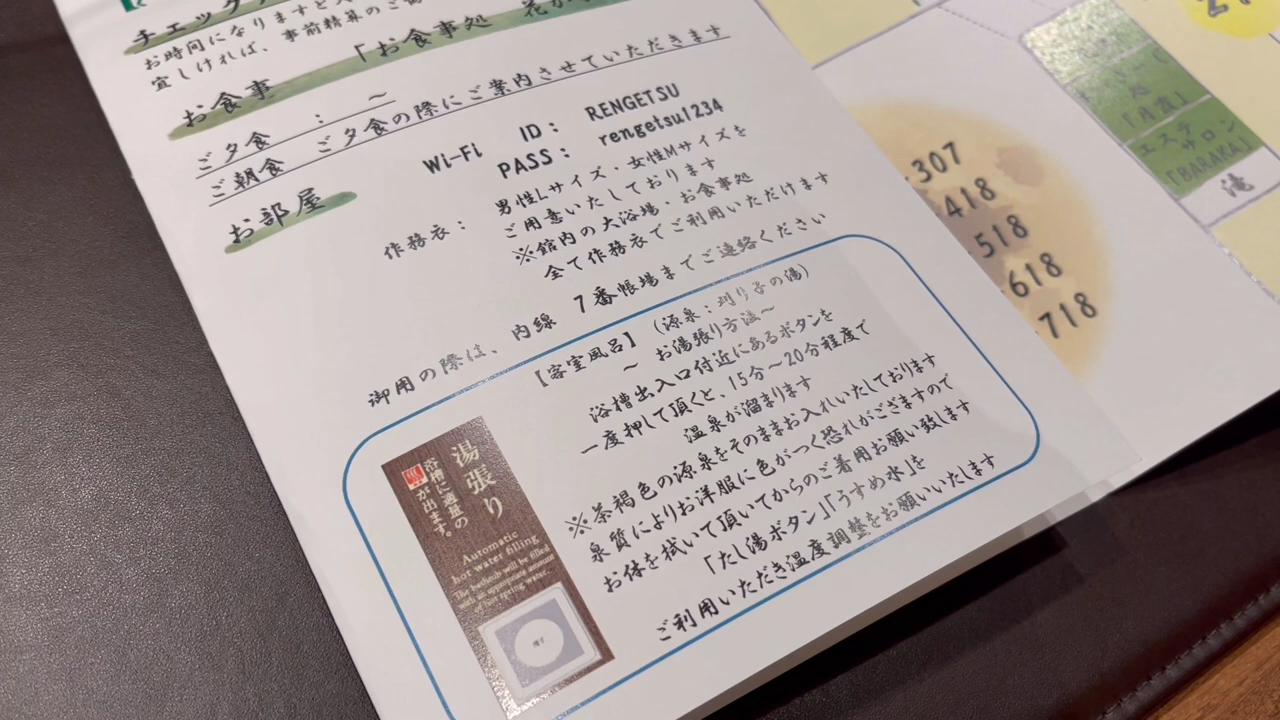 お時間になりますと
宜しければ、事前精算のご
お食事 「お食事処 花
ご夕食 : ～
ご朝食 ご夕食の際にご案内させていただきます
お部屋
Wi-Fi ID: RENGETSU
PASS: rengetsu1234
作務衣: 男性Lサイズ・女性Mサイズを
ご用意いたしております
※館内の大浴場・お食事処
全て作務衣でご利用いただけます
御用の際は、内線 7番帳場までご連絡ください
【客室風呂】(源泉:刈り子の湯)
～お湯張り方法～
浴槽出入口付近にあるボタンを
一度押して頂くと、15分～20分程度で
温泉が溜まります
※茶褐色の源泉をそのままお入れいたしております
泉質によりお洋服に色がつく恐れがございますので
お体を拭いて頂いてからのご着用お願い致します
「たし湯ボタン」「うすめ水」を
ご利用いただき温度調整をお願いいたします
湯張り
浴槽に適量の
湯が出ます。
Automatic
hot water filling
The bathtub will be filled
with an appropriate amount
of hot spring water...
307
418
518
618
718
「月雲」
エステ
サロン
「BARAKA」
滝